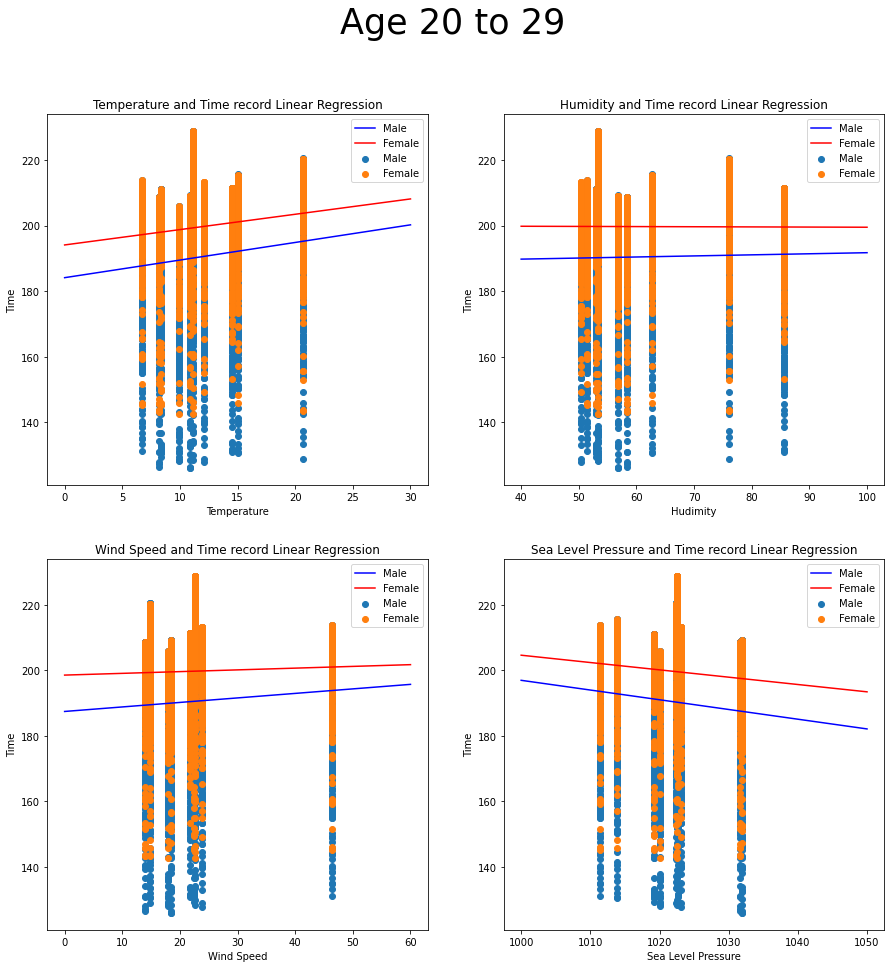 Age 20 to 29
Temperature and Time record Linear Regression
Male
Female
Male
Female
220
200
180
160
140
Time
0 5 10 15 20 25 30
Temperature
Humidity and Time record Linear Regression
Male
Female
Male
Female
220
200
180
160
140
Time
40 50 60 70 80 90 100
Hudimity
Wind Speed and Time record Linear Regression
Male
Female
Male
Female
220
200
180
160
140
Time
0 10 20 30 40 50 60
Wind Speed
Sea Level Pressure and Time record Linear Regression
Male
Female
Male
Female
220
200
180
160
140
Time
1000 1010 1020 1030 1040 1050
Sea Level Pressure